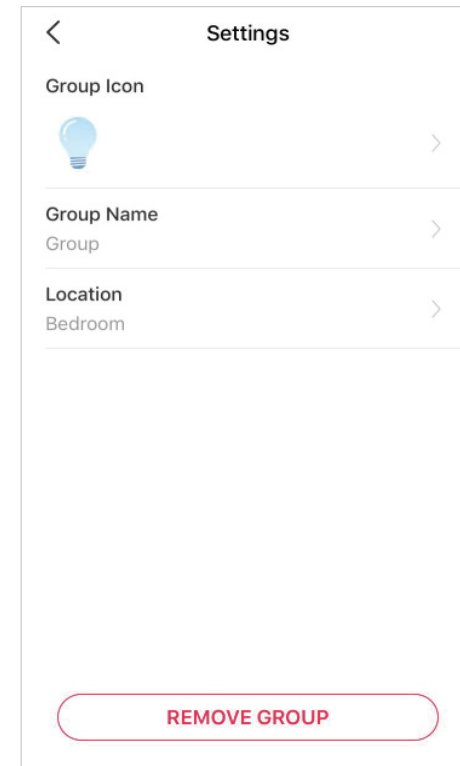 Settings
Group Icon
Group Name
Group
Location
Bedroom
REMOVE GROUP